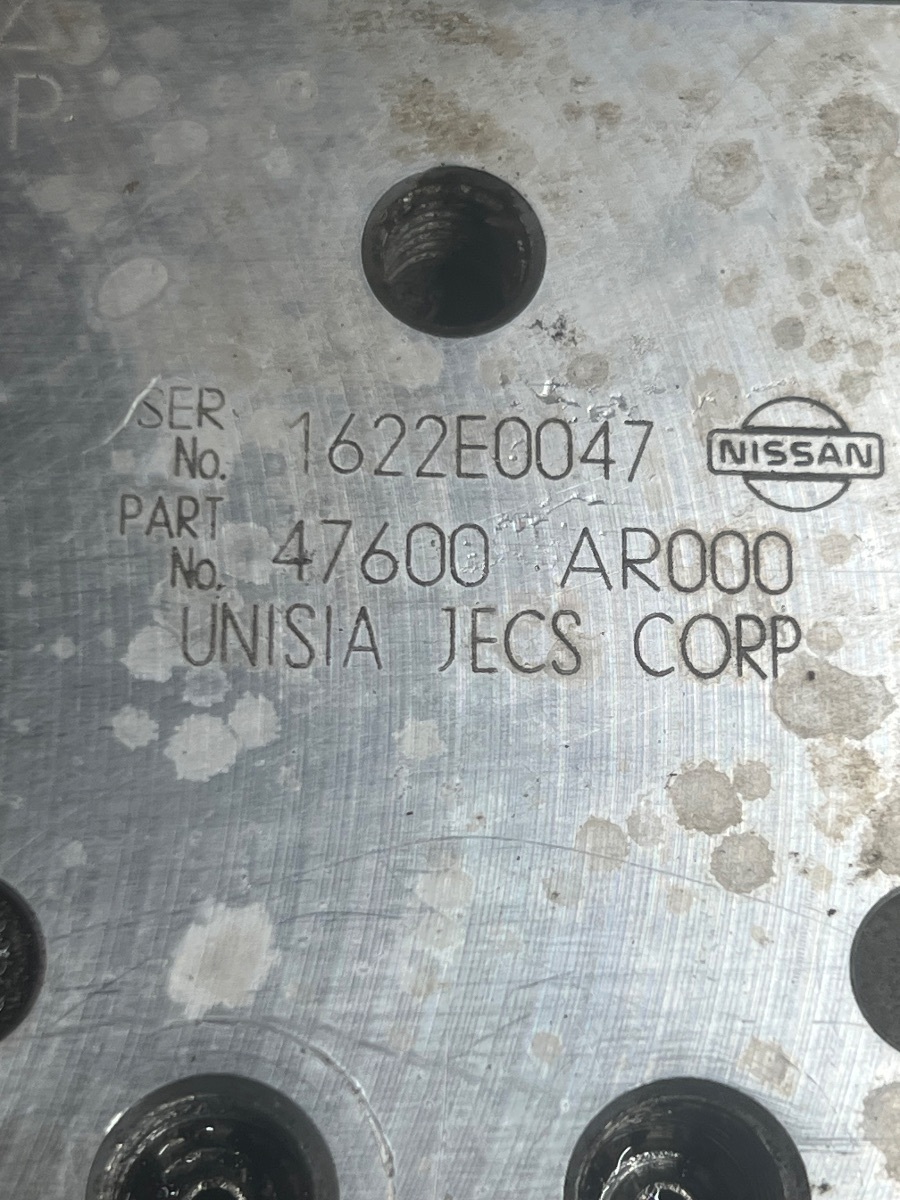 P
SER
No. 1622E0047
NISSAN
PART
No. 47600 AR000
UNISIA JECS CORP.